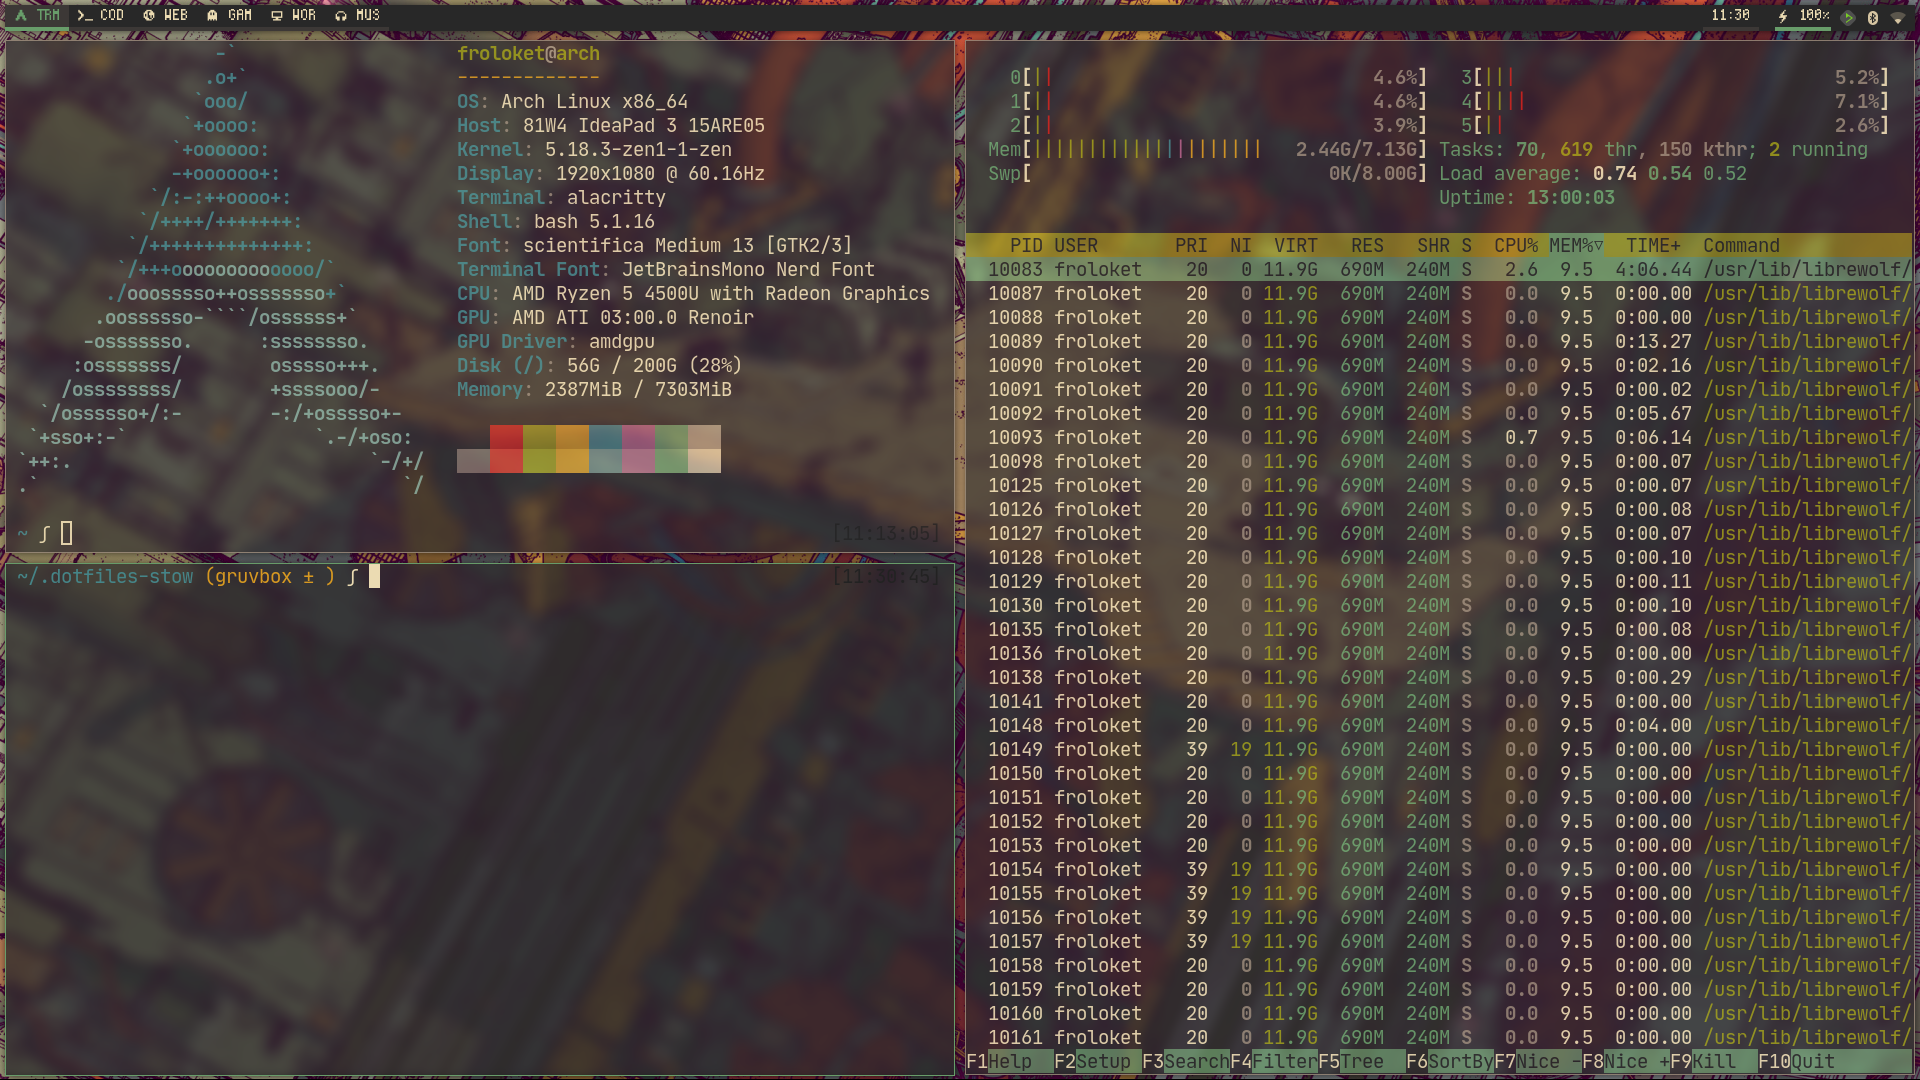 TRM COD WEB GAM WOR MUS 11:30 100%
froloket@arch
-------------
OS: Arch Linux x86_64
Host: 81W4 IdeaPad 3 15ARE05
Kernel: 5.18.3-zen1-1-zen
Display: 1920x1080 @ 60.16Hz
Terminal: alacritty
Shell: bash 5.1.16
Font: scientifica Medium 13 [GTK2/3]
Terminal Font: JetBrainsMono Nerd Font
CPU: AMD Ryzen 5 4500U with Radeon Graphics
GPU: AMD ATI 03:00.0 Renoir
GPU Driver: amdgpu
Disk (/): 56G / 200G (28%)
Memory: 2387MiB / 7303MiB
~ ∫ [11:13:05]
~/.dotfiles-stow (gruvbox ± ) ∫ [11:30:45]
0[|| 4.6%] 3[||| 5.2%]
1[|| 4.6%] 4[|||| 7.1%]
2[|| 3.9%] 5[|| 2.6%]
Mem[||||||||||||||||||||| 2.44G/7.13G] Tasks: 70, 619 thr, 150 kthr; 2 running
Swp[ 0K/8.00G] Load average: 0.74 0.54 0.52
Uptime: 13:00:03
PID USER PRI NI VIRT RES SHR S CPU% MEM%▽ TIME+ Command
10083 froloket 20 0 11.9G 690M 240M S 2.6 9.5 4:06.44 /usr/lib/librewolf/
10087 froloket 20 0 11.9G 690M 240M S 0.0 9.5 0:00.00 /usr/lib/librewolf/
10088 froloket 20 0 11.9G 690M 240M S 0.0 9.5 0:00.00 /usr/lib/librewolf/
10089 froloket 20 0 11.9G 690M 240M S 0.0 9.5 0:13.27 /usr/lib/librewolf/
10090 froloket 20 0 11.9G 690M 240M S 0.0 9.5 0:02.16 /usr/lib/librewolf/
10091 froloket 20 0 11.9G 690M 240M S 0.0 9.5 0:00.02 /usr/lib/librewolf/
10092 froloket 20 0 11.9G 690M 240M S 0.0 9.5 0:05.67 /usr/lib/librewolf/
10093 froloket 20 0 11.9G 690M 240M S 0.7 9.5 0:06.14 /usr/lib/librewolf/
10098 froloket 20 0 11.9G 690M 240M S 0.0 9.5 0:00.07 /usr/lib/librewolf/
10125 froloket 20 0 11.9G 690M 240M S 0.0 9.5 0:00.07 /usr/lib/librewolf/
10126 froloket 20 0 11.9G 690M 240M S 0.0 9.5 0:00.08 /usr/lib/librewolf/
10127 froloket 20 0 11.9G 690M 240M S 0.0 9.5 0:00.07 /usr/lib/librewolf/
10128 froloket 20 0 11.9G 690M 240M S 0.0 9.5 0:00.10 /usr/lib/librewolf/
10129 froloket 20 0 11.9G 690M 240M S 0.0 9.5 0:00.11 /usr/lib/librewolf/
10130 froloket 20 0 11.9G 690M 240M S 0.0 9.5 0:00.10 /usr/lib/librewolf/
10135 froloket 20 0 11.9G 690M 240M S 0.0 9.5 0:00.08 /usr/lib/librewolf/
10136 froloket 20 0 11.9G 690M 240M S 0.0 9.5 0:00.00 /usr/lib/librewolf/
10138 froloket 20 0 11.9G 690M 240M S 0.0 9.5 0:00.29 /usr/lib/librewolf/
10141 froloket 20 0 11.9G 690M 240M S 0.0 9.5 0:00.00 /usr/lib/librewolf/
10148 froloket 20 0 11.9G 690M 240M S 0.0 9.5 0:04.00 /usr/lib/librewolf/
10149 froloket 39 19 11.9G 690M 240M S 0.0 9.5 0:00.00 /usr/lib/librewolf/
10150 froloket 20 0 11.9G 690M 240M S 0.0 9.5 0:00.00 /usr/lib/librewolf/
10151 froloket 20 0 11.9G 690M 240M S 0.0 9.5 0:00.00 /usr/lib/librewolf/
10152 froloket 20 0 11.9G 690M 240M S 0.0 9.5 0:00.00 /usr/lib/librewolf/
10153 froloket 20 0 11.9G 690M 240M S 0.0 9.5 0:00.00 /usr/lib/librewolf/
10154 froloket 39 19 11.9G 690M 240M S 0.0 9.5 0:00.00 /usr/lib/librewolf/
10155 froloket 39 19 11.9G 690M 240M S 0.0 9.5 0:00.00 /usr/lib/librewolf/
10156 froloket 39 19 11.9G 690M 240M S 0.0 9.5 0:00.00 /usr/lib/librewolf/
10157 froloket 39 19 11.9G 690M 240M S 0.0 9.5 0:00.00 /usr/lib/librewolf/
10158 froloket 20 0 11.9G 690M 240M S 0.0 9.5 0:00.00 /usr/lib/librewolf/
10159 froloket 20 0 11.9G 690M 240M S 0.0 9.5 0:00.00 /usr/lib/librewolf/
10160 froloket 20 0 11.9G 690M 240M S 0.0 9.5 0:00.00 /usr/lib/librewolf/
10161 froloket 20 0 11.9G 690M 240M S 0.0 9.5 0:00.00 /usr/lib/librewolf/
F1Help F2Setup F3SearchF4FilterF5Tree F6SortByF7Nice -F8Nice +F9Kill F10Quit